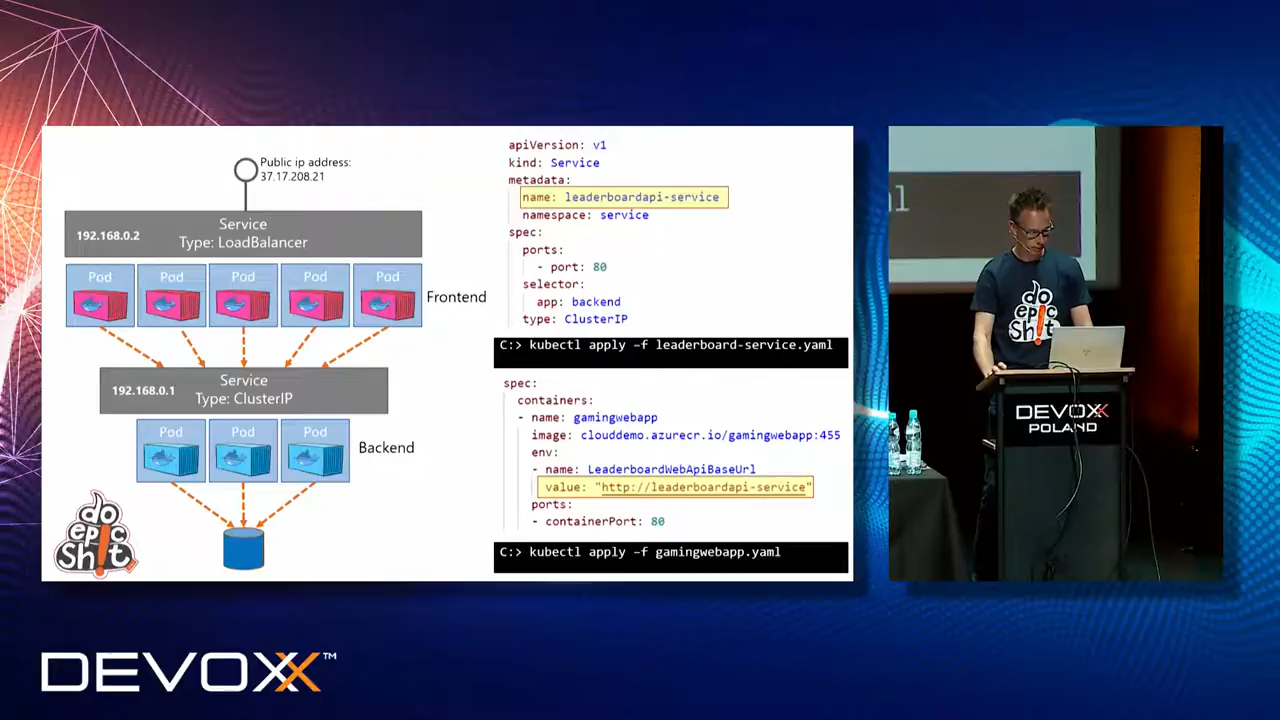 Public ip address:
37.17.208.21
192.168.0.2
Service
Type: LoadBalancer
Pod
Pod
Pod
Pod
Pod
Frontend
192.168.0.1
Service
Type: ClusterIP
Pod
Pod
Pod
Backend
do
epic
Sh!t
apiVersion: v1
kind: Service
metadata:
name: leaderboardapi-service
namespace: service
spec:
ports:
- port: 80
selector:
app: backend
type: ClusterIP
C:> kubectl apply –f leaderboard-service.yaml
spec:
containers:
- name: gamingwebapp
image: clouddemo.azurecr.io/gamingwebapp:455
env:
- name: LeaderboardWebApiBaseUrl
value: "http://leaderboardapi-service"
ports:
- containerPort: 80
C:> kubectl apply –f gamingwebapp.yaml
do
epic
Sh!t
DEVOXX
POLAND
DEVOXX™